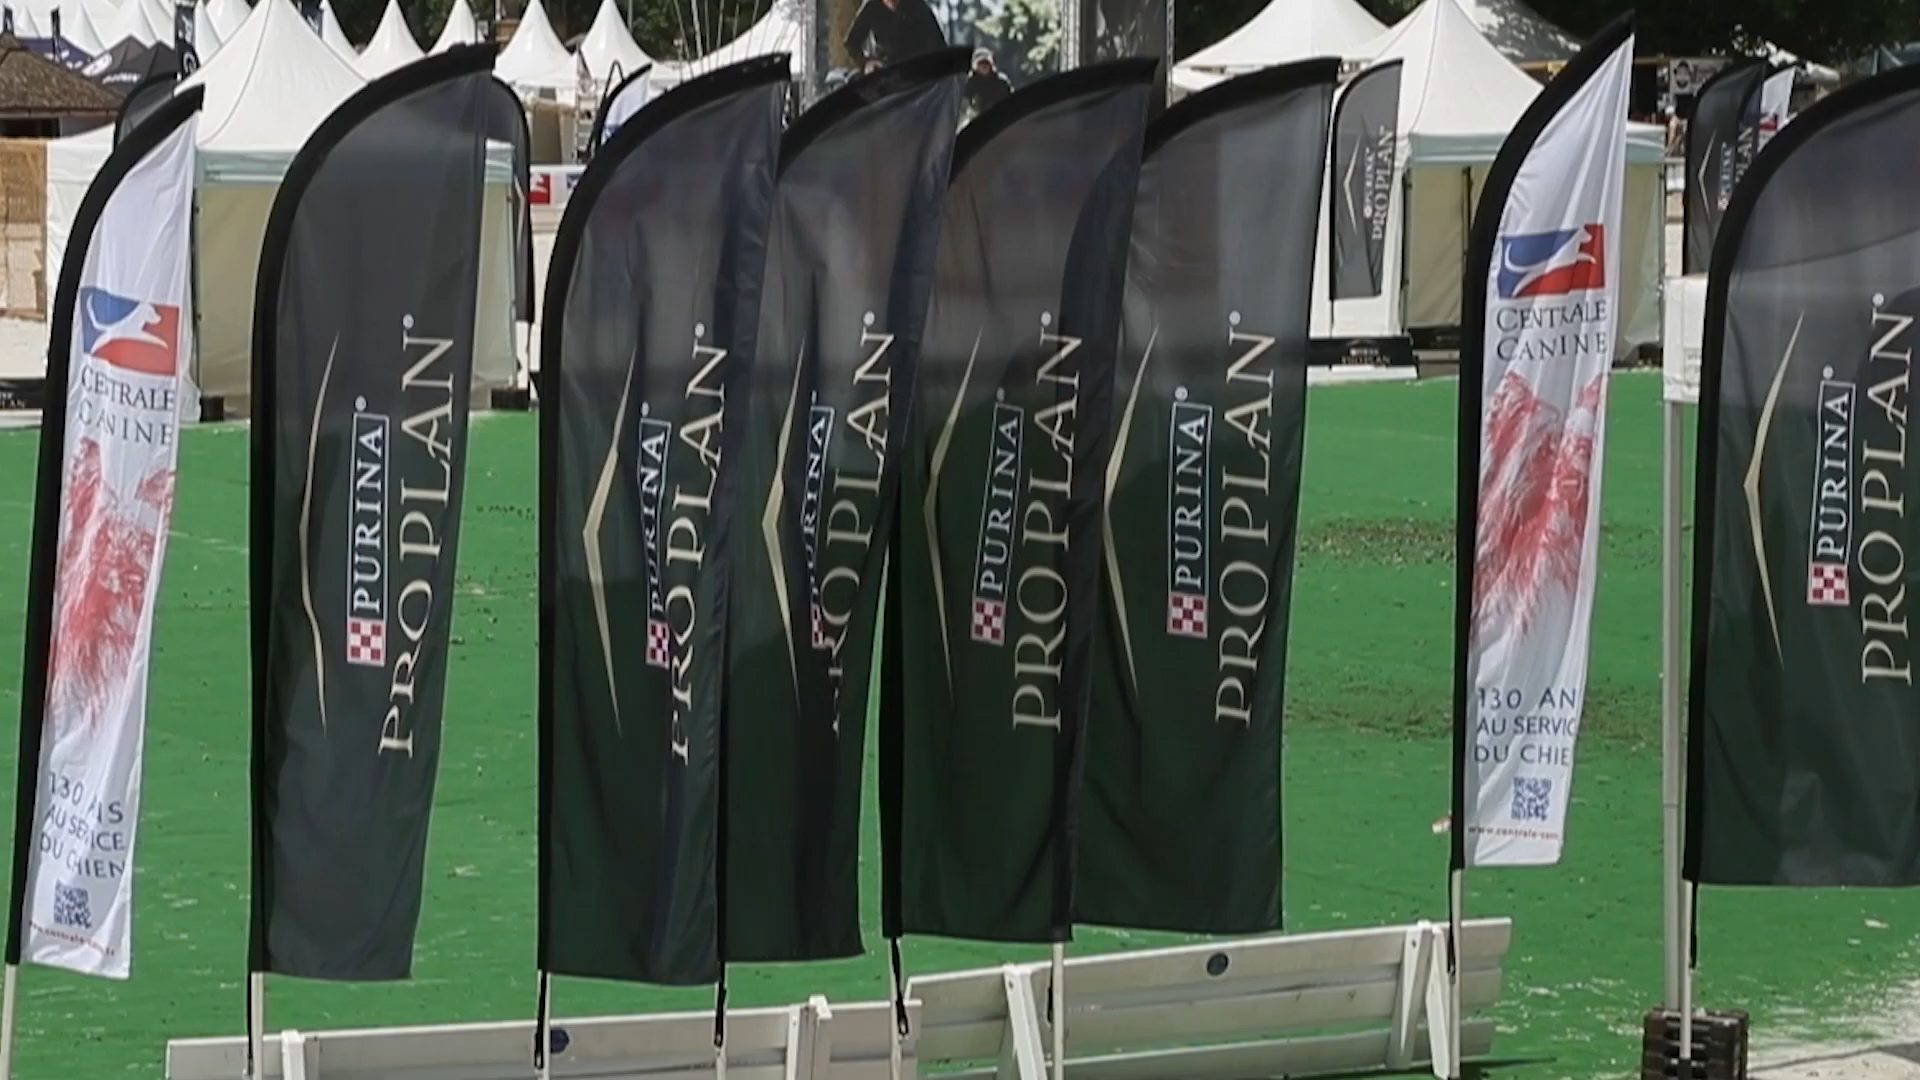 CENTRALE
CANINE
130 ANS
AU SERVICE
DU CHIEN
PURINA
PRO PLAN
PURINA
PRO PLAN
PURINA
PRO PLAN
PURINA
PRO PLAN
PURINA
PRO PLAN
PRO PLAN
CENTRALE
CANINE
130 AN
AU SERVIC
DU CHIE
PURINA
PRO PLAN